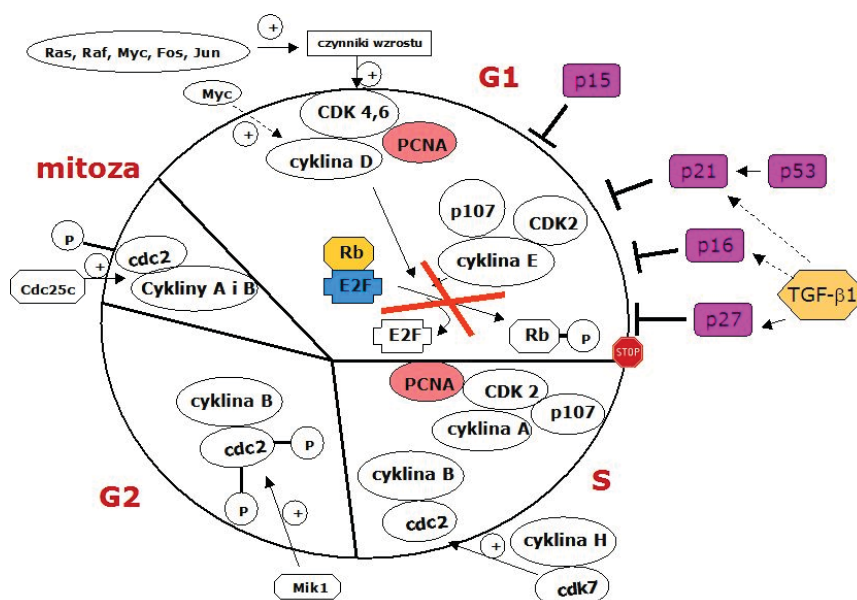 Ras, Raf, Myc, Fos, Jun
+
czynniki wzrostu
+
G1
Myc
+
CDK 4,6
PCNA
cyklina D
p15
mitoza
p21
p53
p107
CDK2
cyklina E
p16
P
cdc2
+
Cdc25c
Cykliny A i B
Rb
E2F
TGF-β1
p27
E2F
Rb
P
STOP
PCNA
CDK 2
p107
cyklina A
cyklina B
cdc2
P
P
G2
+
Mik1
cyklina B
cdc2
S
+
cyklina H
cdk7